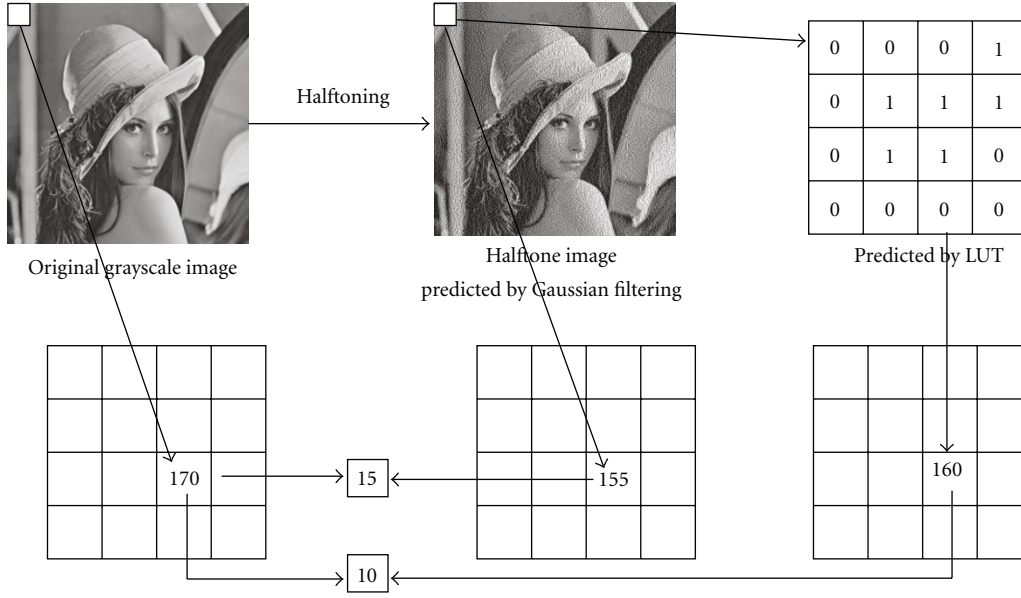 Halftoning
0 0 0 1
0 1 1 1
0 1 1 0
0 0 0 0
Original grayscale image
Halftone image
predicted by Gaussian filtering
Predicted by LUT
170
15
155
160
10